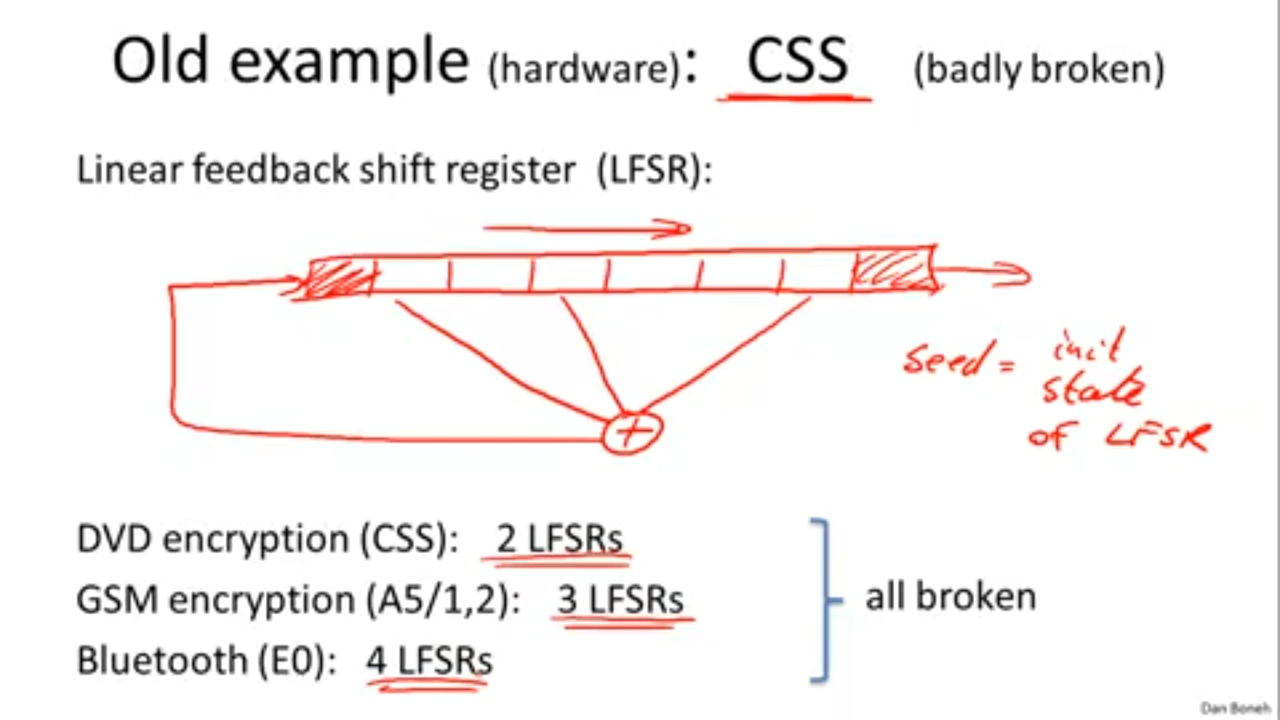 Old example (hardware): CSS (badly broken)
Linear feedback shift register (LFSR):
seed = init
state
of LFSR
DVD encryption (CSS): 2 LFSRs
GSM encryption (A5/1,2): 3 LFSRs
all broken
Bluetooth (E0): 4 LFSRs
Dan Boneh